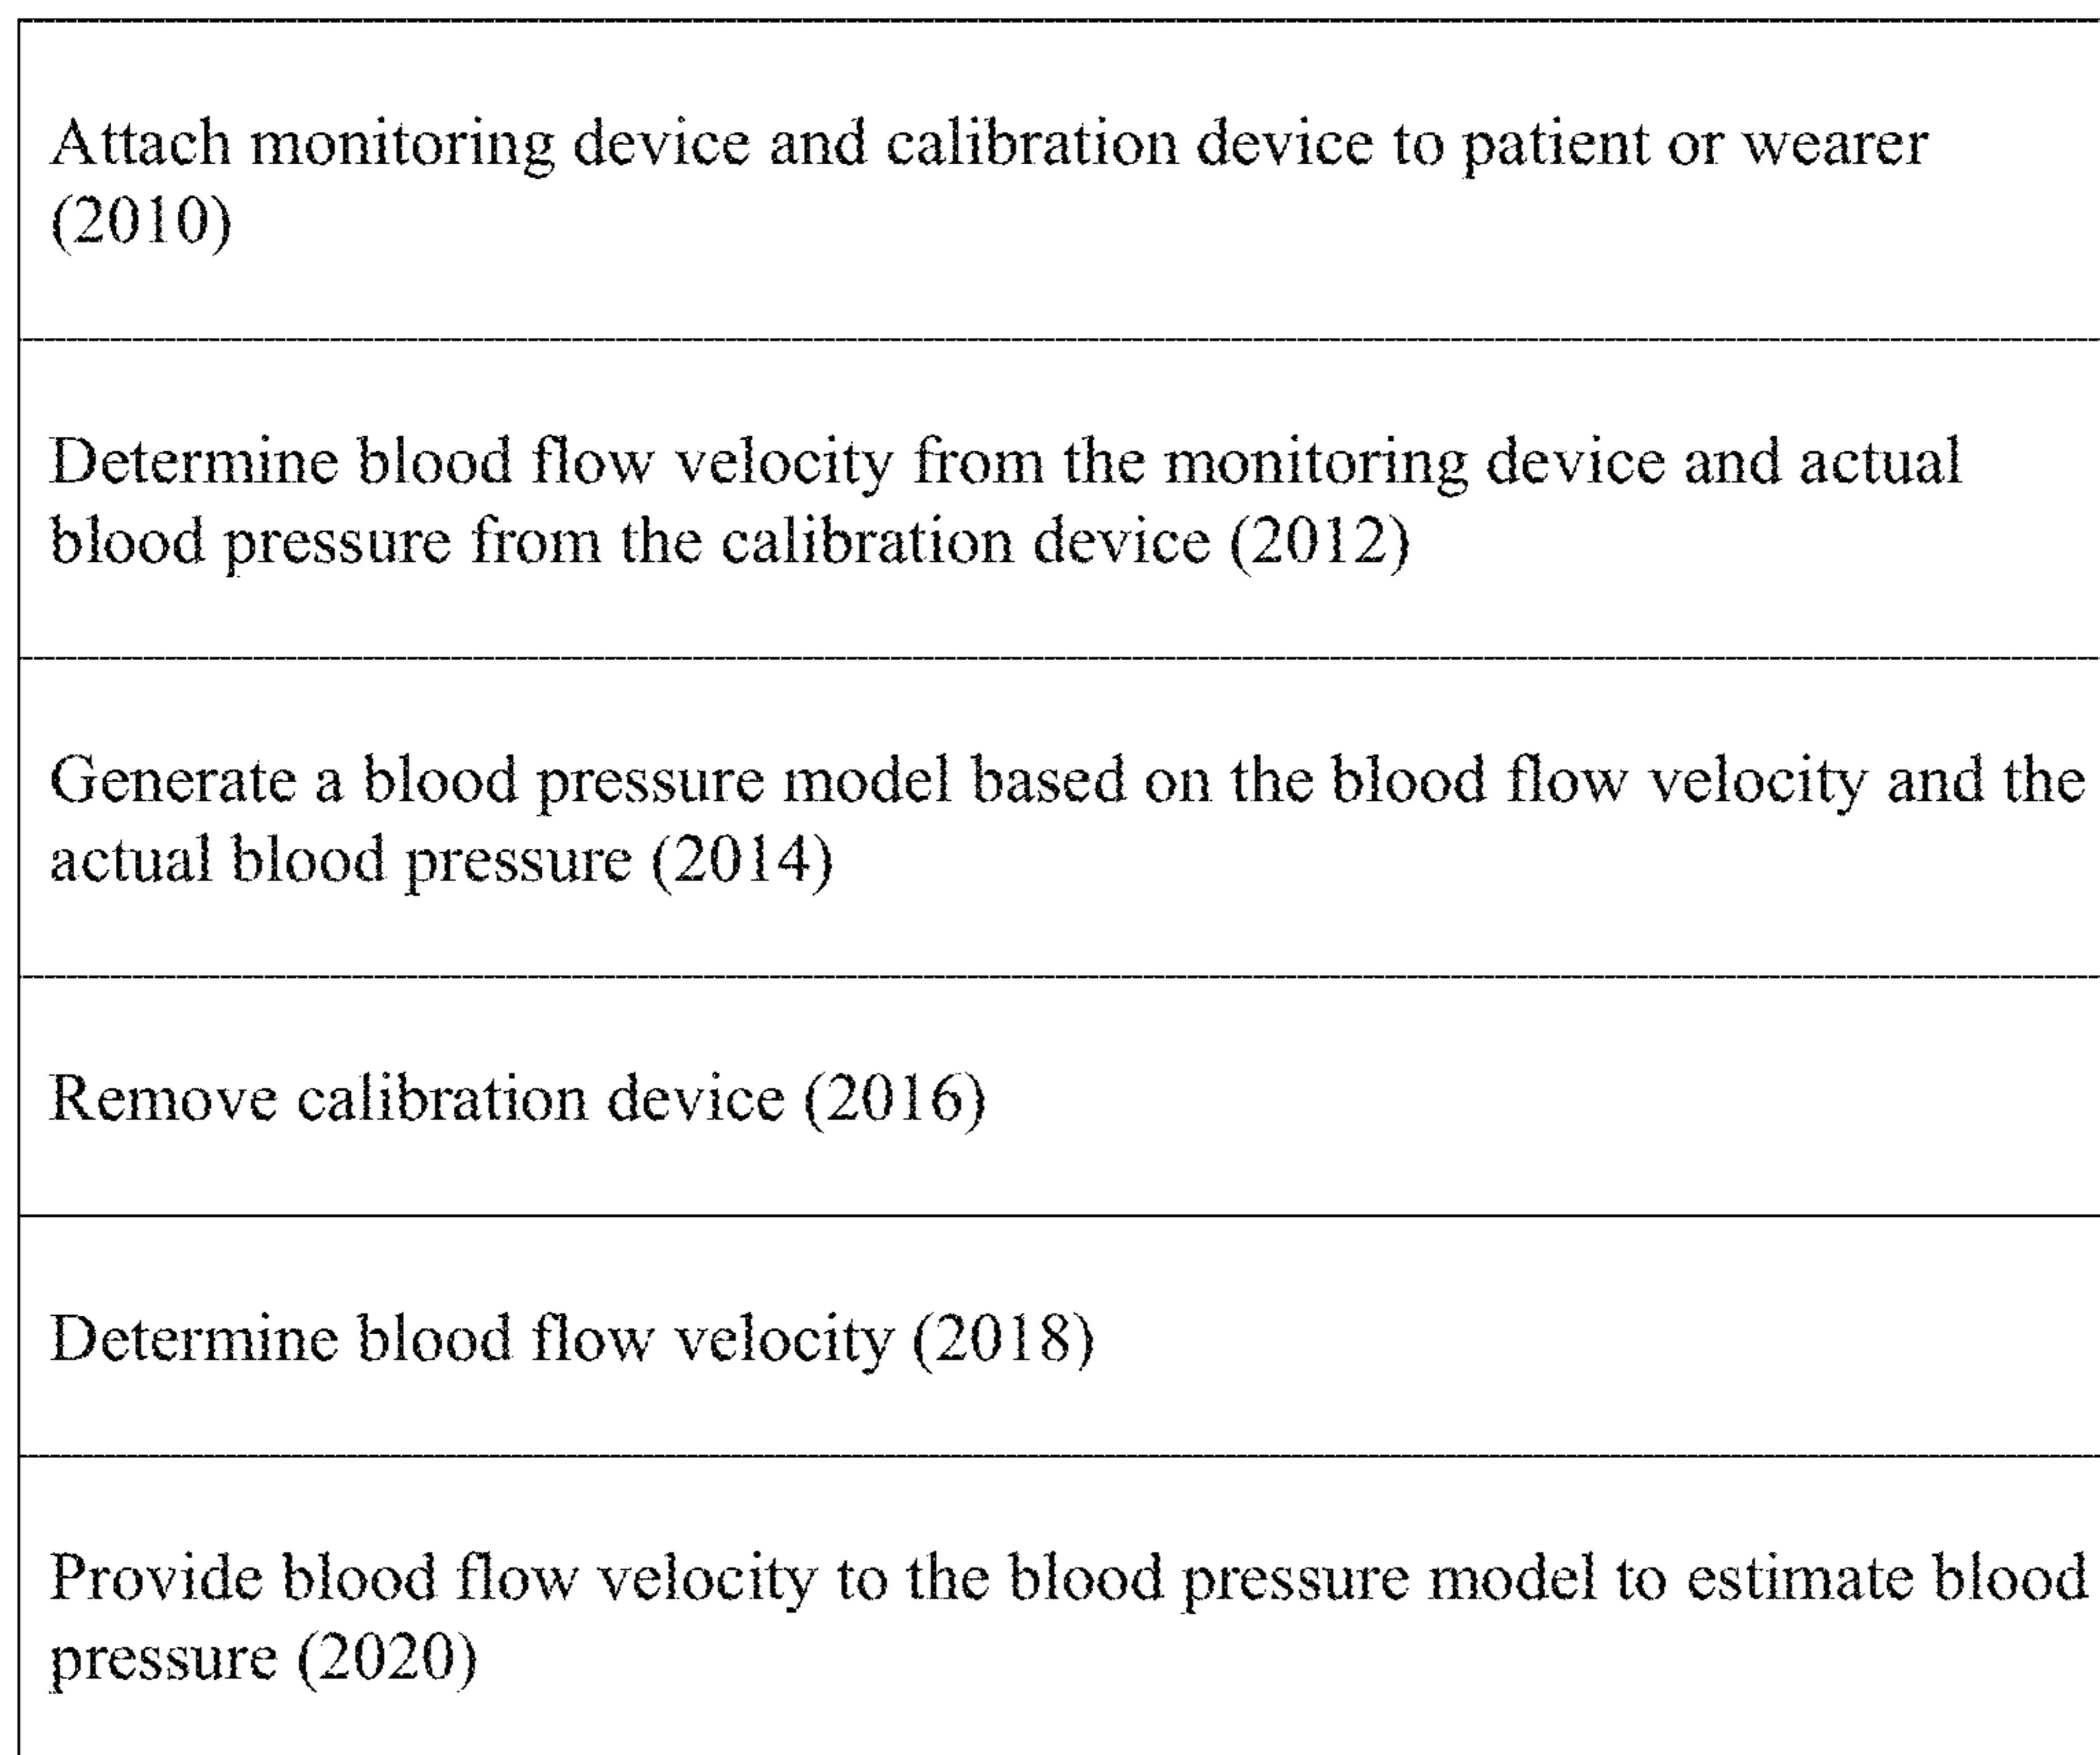 Attach monitoring device and calibration device to patient or wearer
(2010)
Determine blood flow velocity from the monitoring device and actual
blood pressure from the calibration device (2012)
Generate a blood pressure model based on the blood flow velocity and the
actual blood pressure (2014)
Remove calibration device (2016)
Determine blood flow velocity (2018)
Provide blood flow velocity to the blood pressure model to estimate blood
pressure (2020)